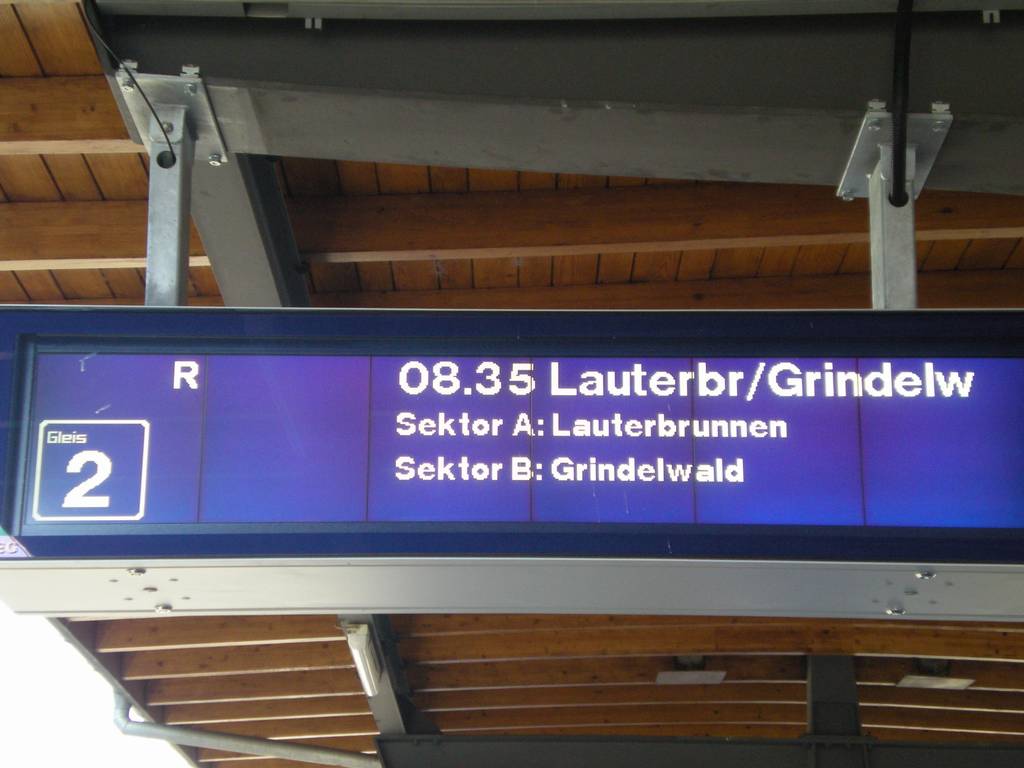 R 08.35 Lauterbr/Grindelw
Sektor A: Lauterbrunnen
Sektor B: Grindelwald
Gleis
2